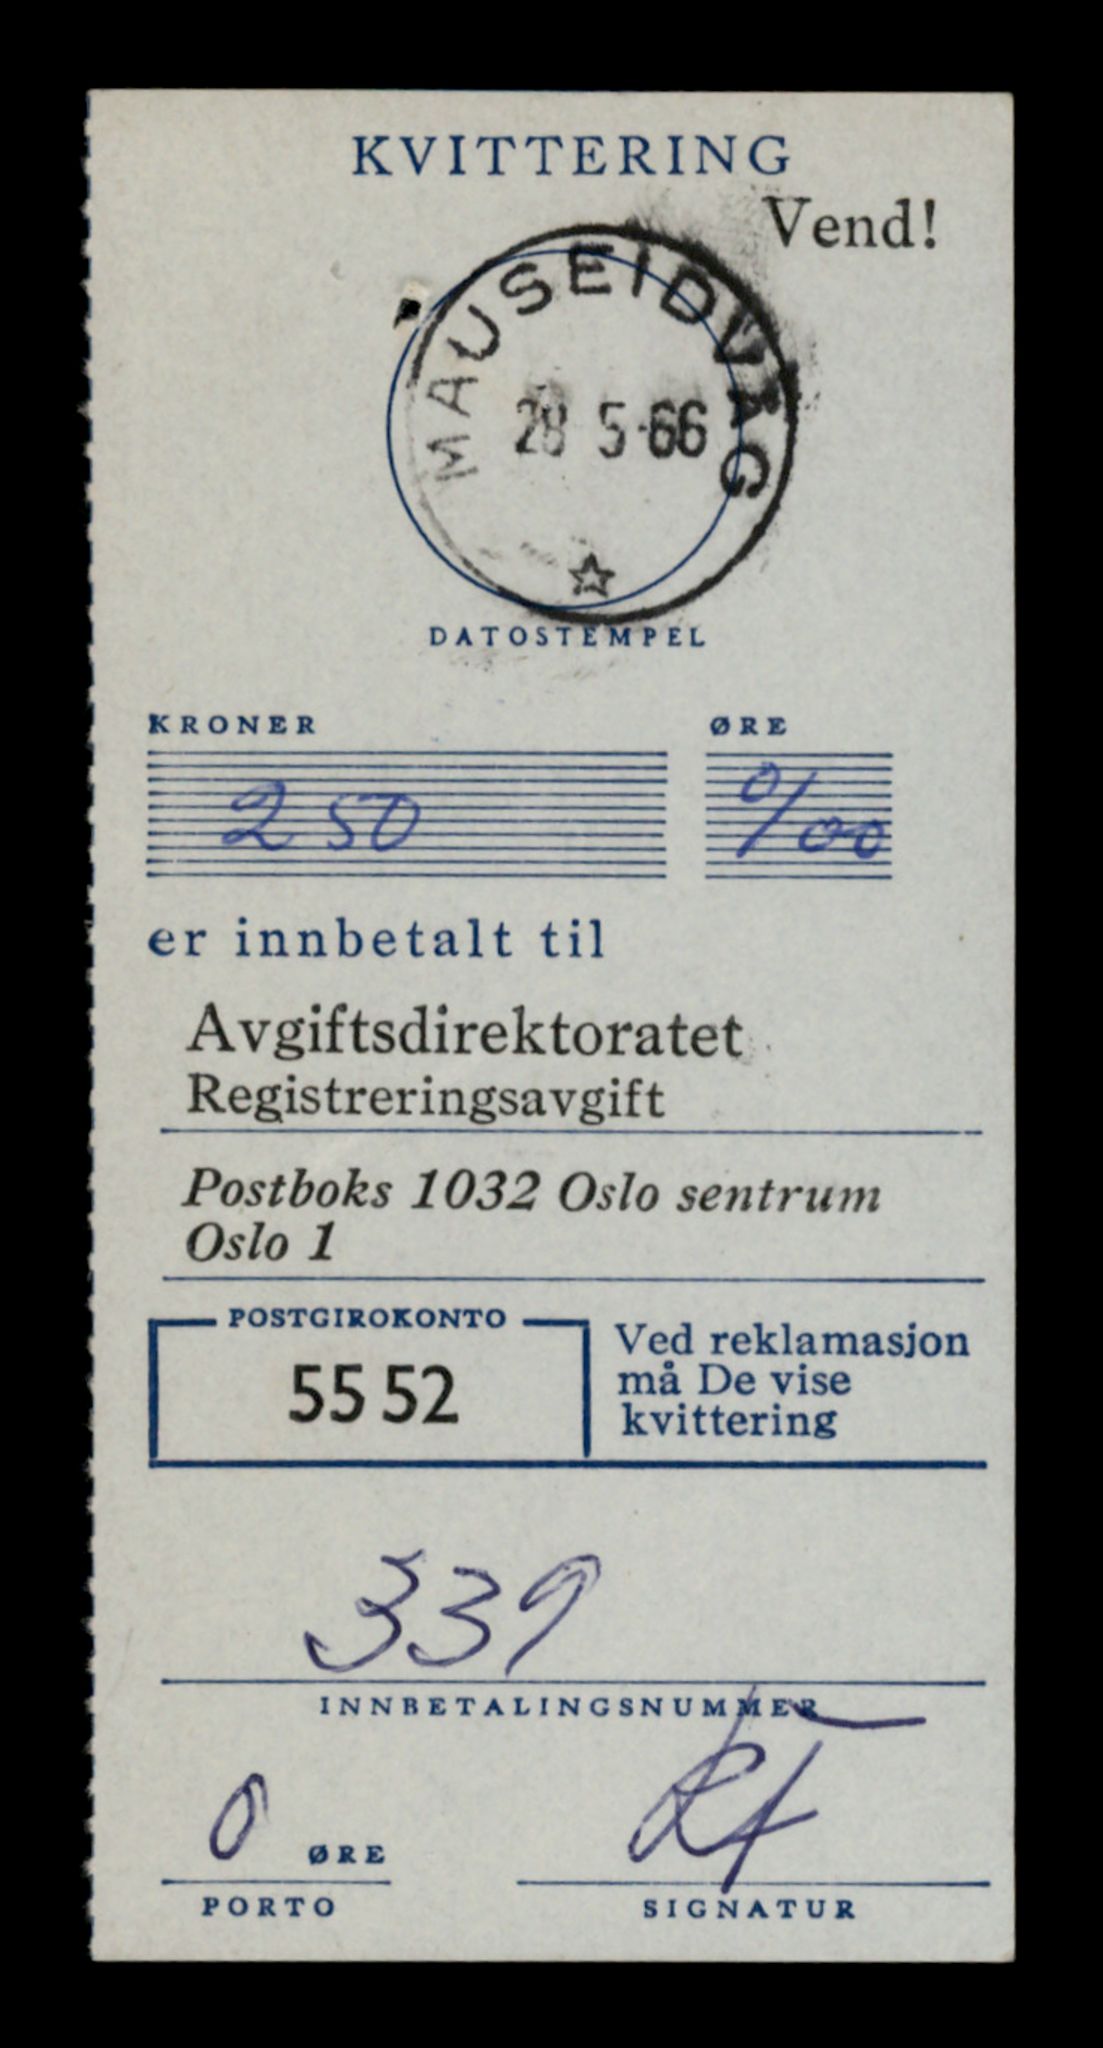 KVITTERING
Vend!
MAUSEIDVÅG
28 5-66
DATOSTEMPEL
KRONER ØRE
250 0/00
er innbetalt til
Avgiftsdirektoratet
Registreringsavgift
Postboks 1032 Oslo sentrum
Oslo 1
POSTGIROKONTO
55 52
Ved reklamasjon
må De vise
kvittering
339
INNBETALINGSNUMMER
0 ØRE
PORTO
SIGNATUR